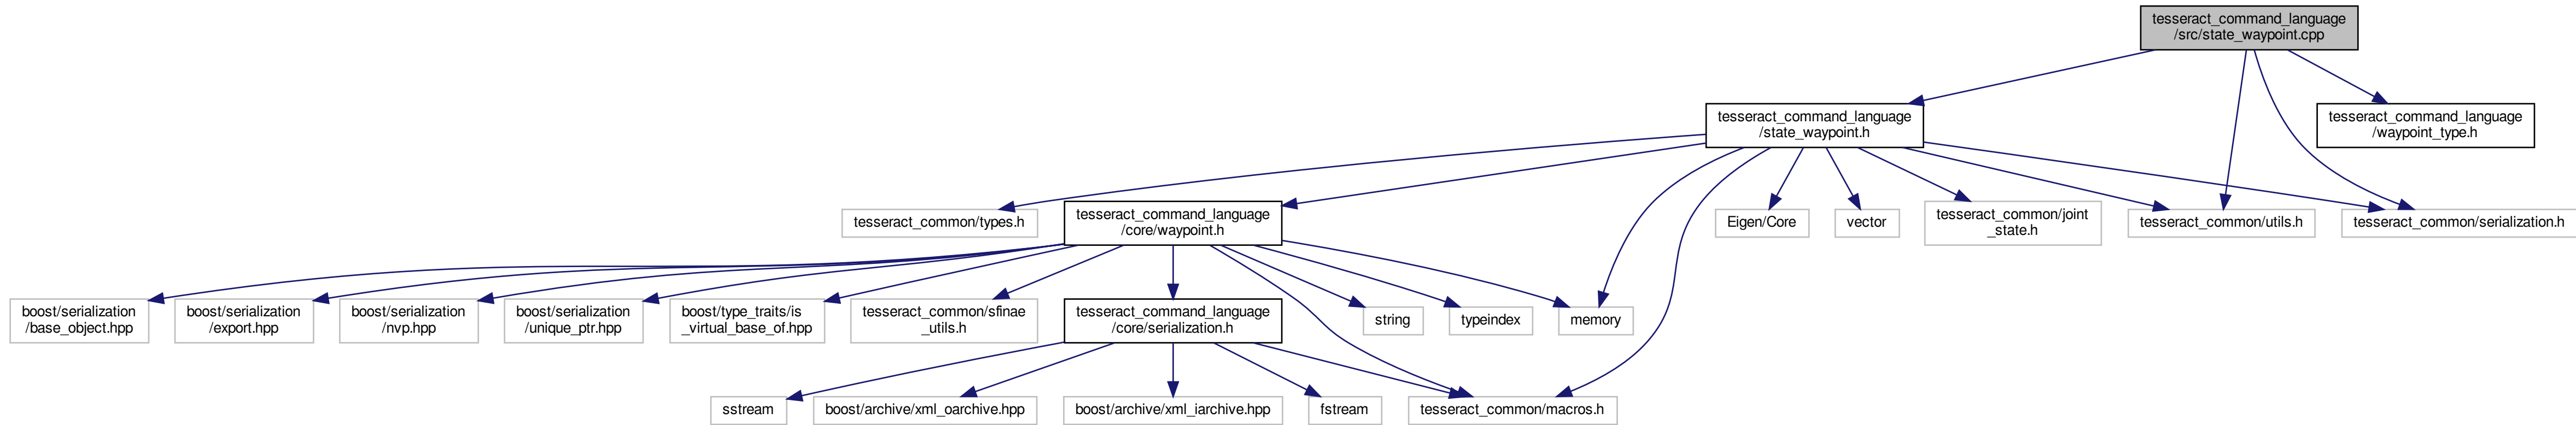 tesseract_command_language
/src/state_waypoint.cpp
tesseract_command_language
/state_waypoint.h
tesseract_command_language
/waypoint_type.h
tesseract_common/types.h
tesseract_command_language
/core/waypoint.h
Eigen/Core
vector
tesseract_common/joint
_state.h
tesseract_common/utils.h
tesseract_common/serialization.h
boost/serialization
/base_object.hpp
boost/serialization
/export.hpp
boost/serialization
/nvp.hpp
boost/serialization
/unique_ptr.hpp
boost/type_traits/is
_virtual_base_of.hpp
tesseract_common/sfinae
_utils.h
tesseract_command_language
/core/serialization.h
string
typeindex
memory
sstream
boost/archive/xml_oarchive.hpp
boost/archive/xml_iarchive.hpp
fstream
tesseract_common/macros.h